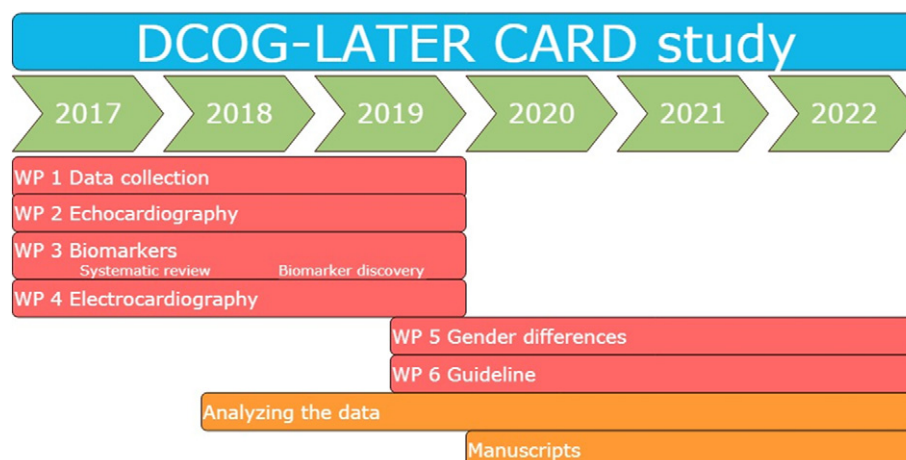 DCOG-LATER CARD study
2017 2018 2019 2020 2021 2022
WP 1 Data collection
WP 2 Echocardiography
WP 3 Biomarkers
Systematic review Biomarker discovery
WP 4 Electrocardiography
WP 5 Gender differences
WP 6 Guideline
Analyzing the data
Manuscripts